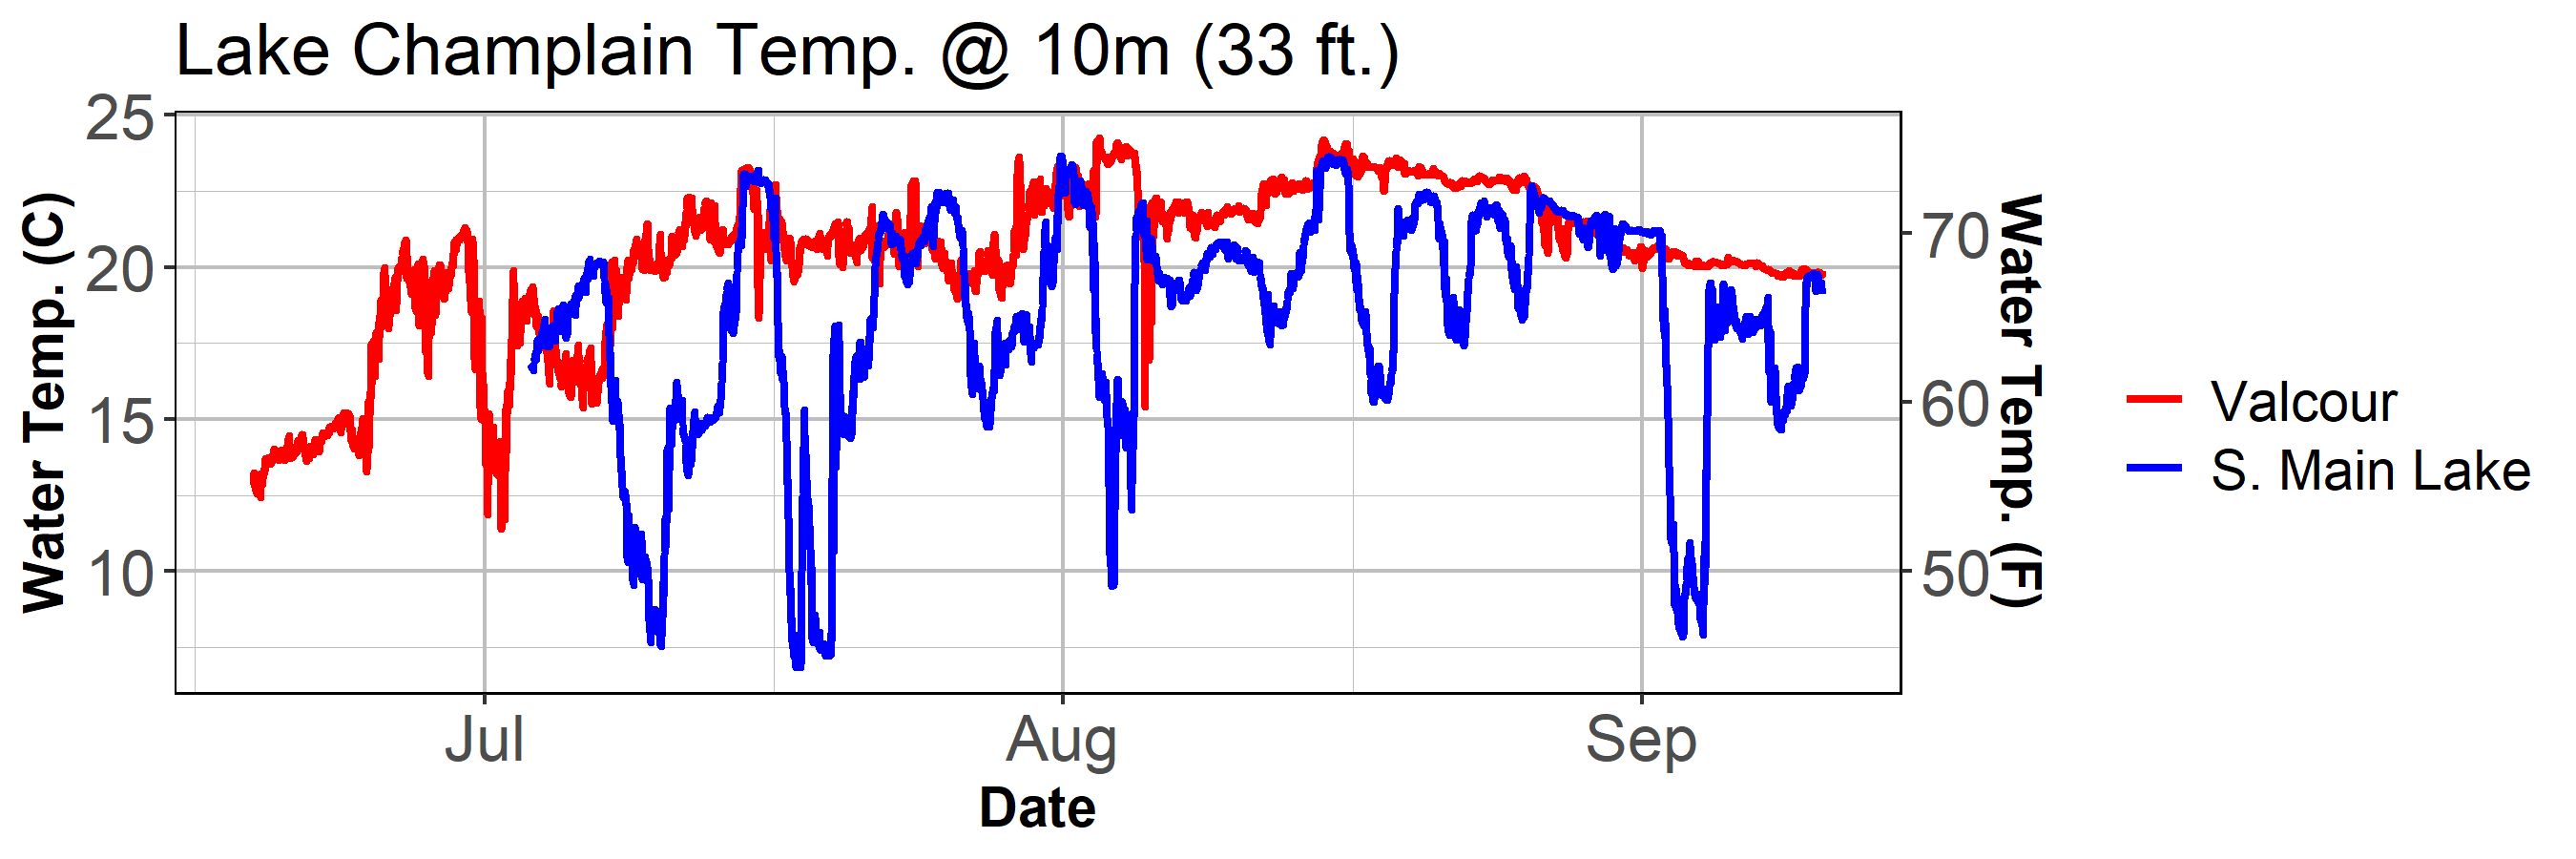 Lake Champlain Temp. @ 10m (33 ft.)
Water Temp. (C)
25
20
15
10
70
60
50
Water Temp. (F)
Jul
Aug
Sep
Date
Valcour
S. Main Lake